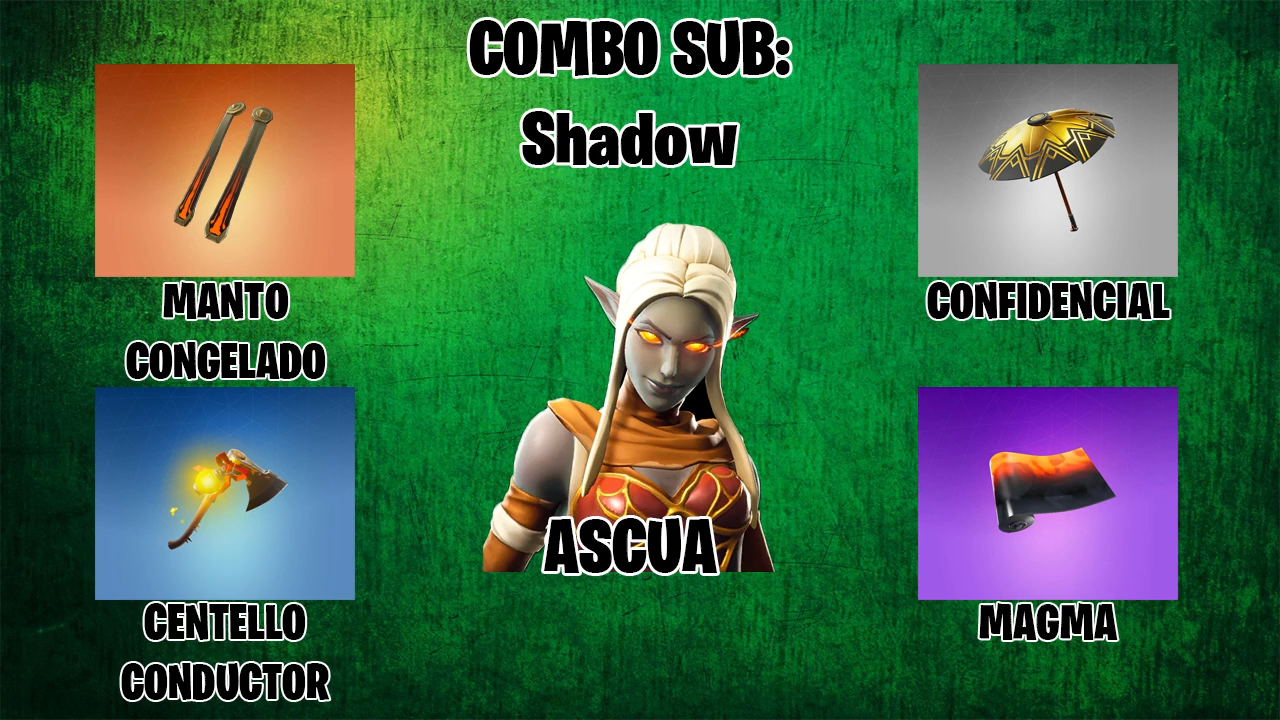 COMBO SUB:
Shadow
MANTO
CONGELADO
CONFIDENCIAL
ASCUA
CENTELLO
CONDUCTOR
MAGMA